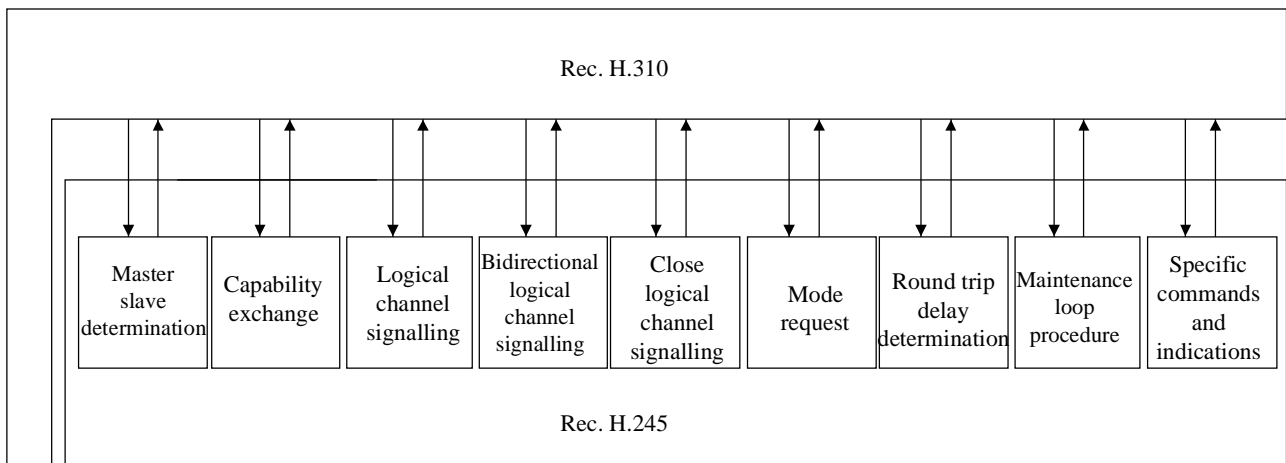 Rec. H.310
Master
slave
determination
Capability
exchange
Logical
channel
signalling
Bidirectional
logical
channel
signalling
Close
logical
channel
signalling
Mode
request
Round trip
delay
determination
Maintenance
loop
procedure
Specific
commands
and
indications
Rec. H.245